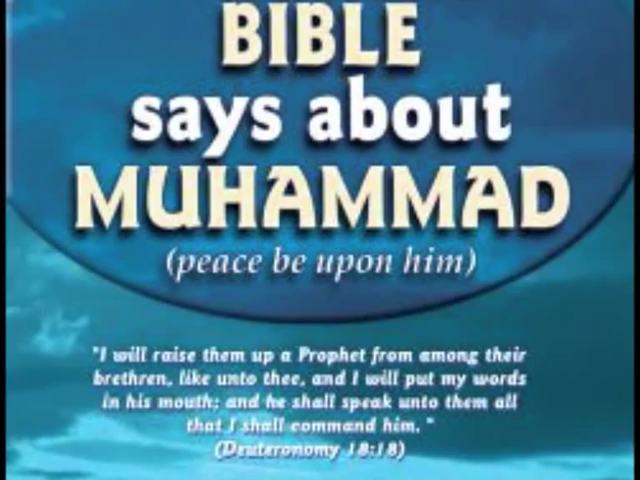 BIBLE
says about
MUHAMMAD
(peace be upon him)
"I will raise them up a Prophet from among their
brethren, like unto thee, and I will put my words
in his mouth; and he shall speak unto them all
that I shall command him. "
(Deuteronomy 18:18)